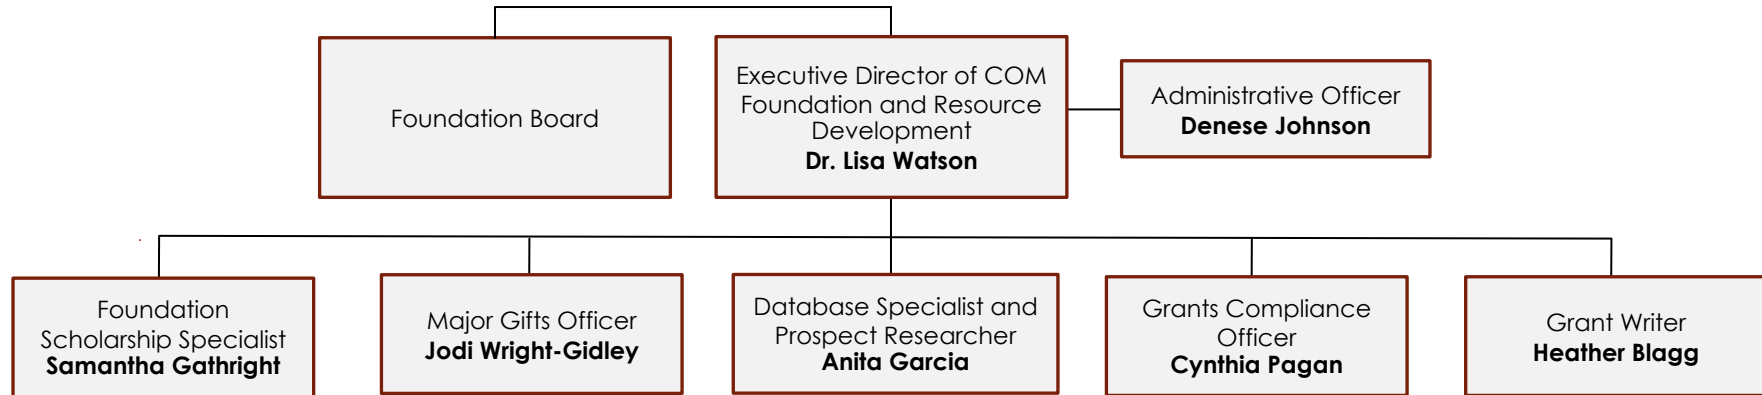 Foundation Board
Executive Director of COM
Foundation and Resource
Development
Dr. Lisa Watson
Administrative Officer
Denese Johnson
Foundation
Scholarship Specialist
Samantha Gathright
Major Gifts Officer
Jodi Wright-Gidley
Database Specialist and
Prospect Researcher
Anita Garcia
Grants Compliance
Officer
Cynthia Pagan
Grant Writer
Heather Blagg